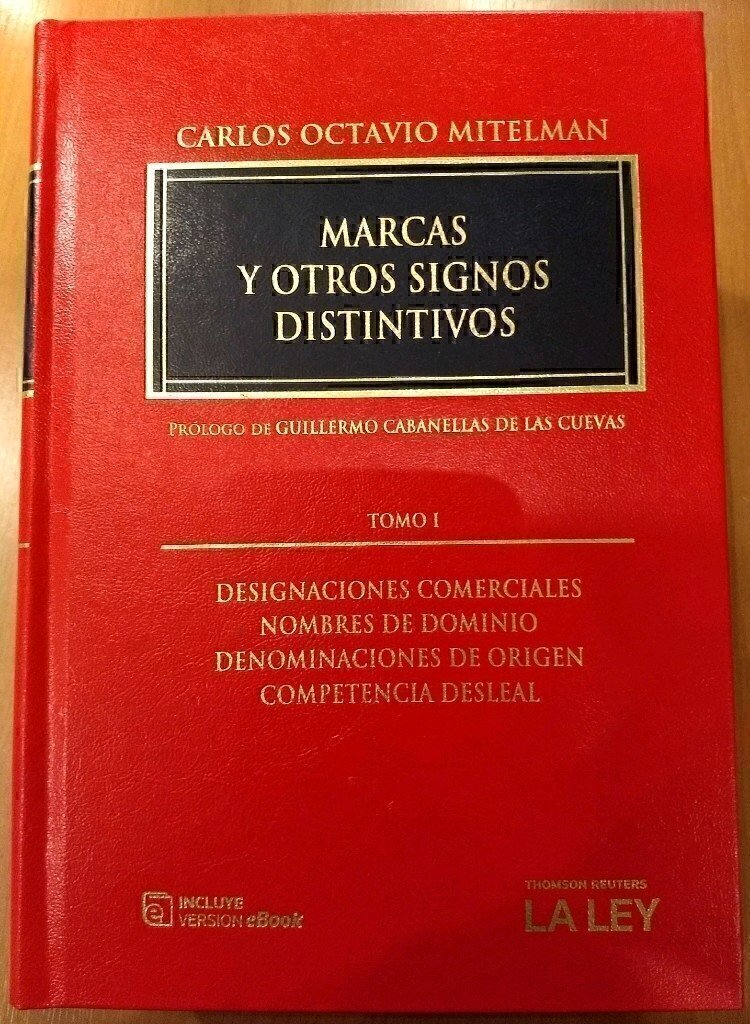 CARLOS OCTAVIO MITELMAN
MARCAS
Y OTROS SIGNOS
DISTINTIVOS
PRÓLOGO DE GUILLERMO CABANELLAS DE LAS CUEVAS
TOMO I
DESIGNACIONES COMERCIALES
NOMBRES DE DOMINIO
DENOMINACIONES DE ORIGEN
COMPETENCIA DESLEAL
e
INCLUYE
VERSION eBook
THOMSON REUTERS
LA LEY